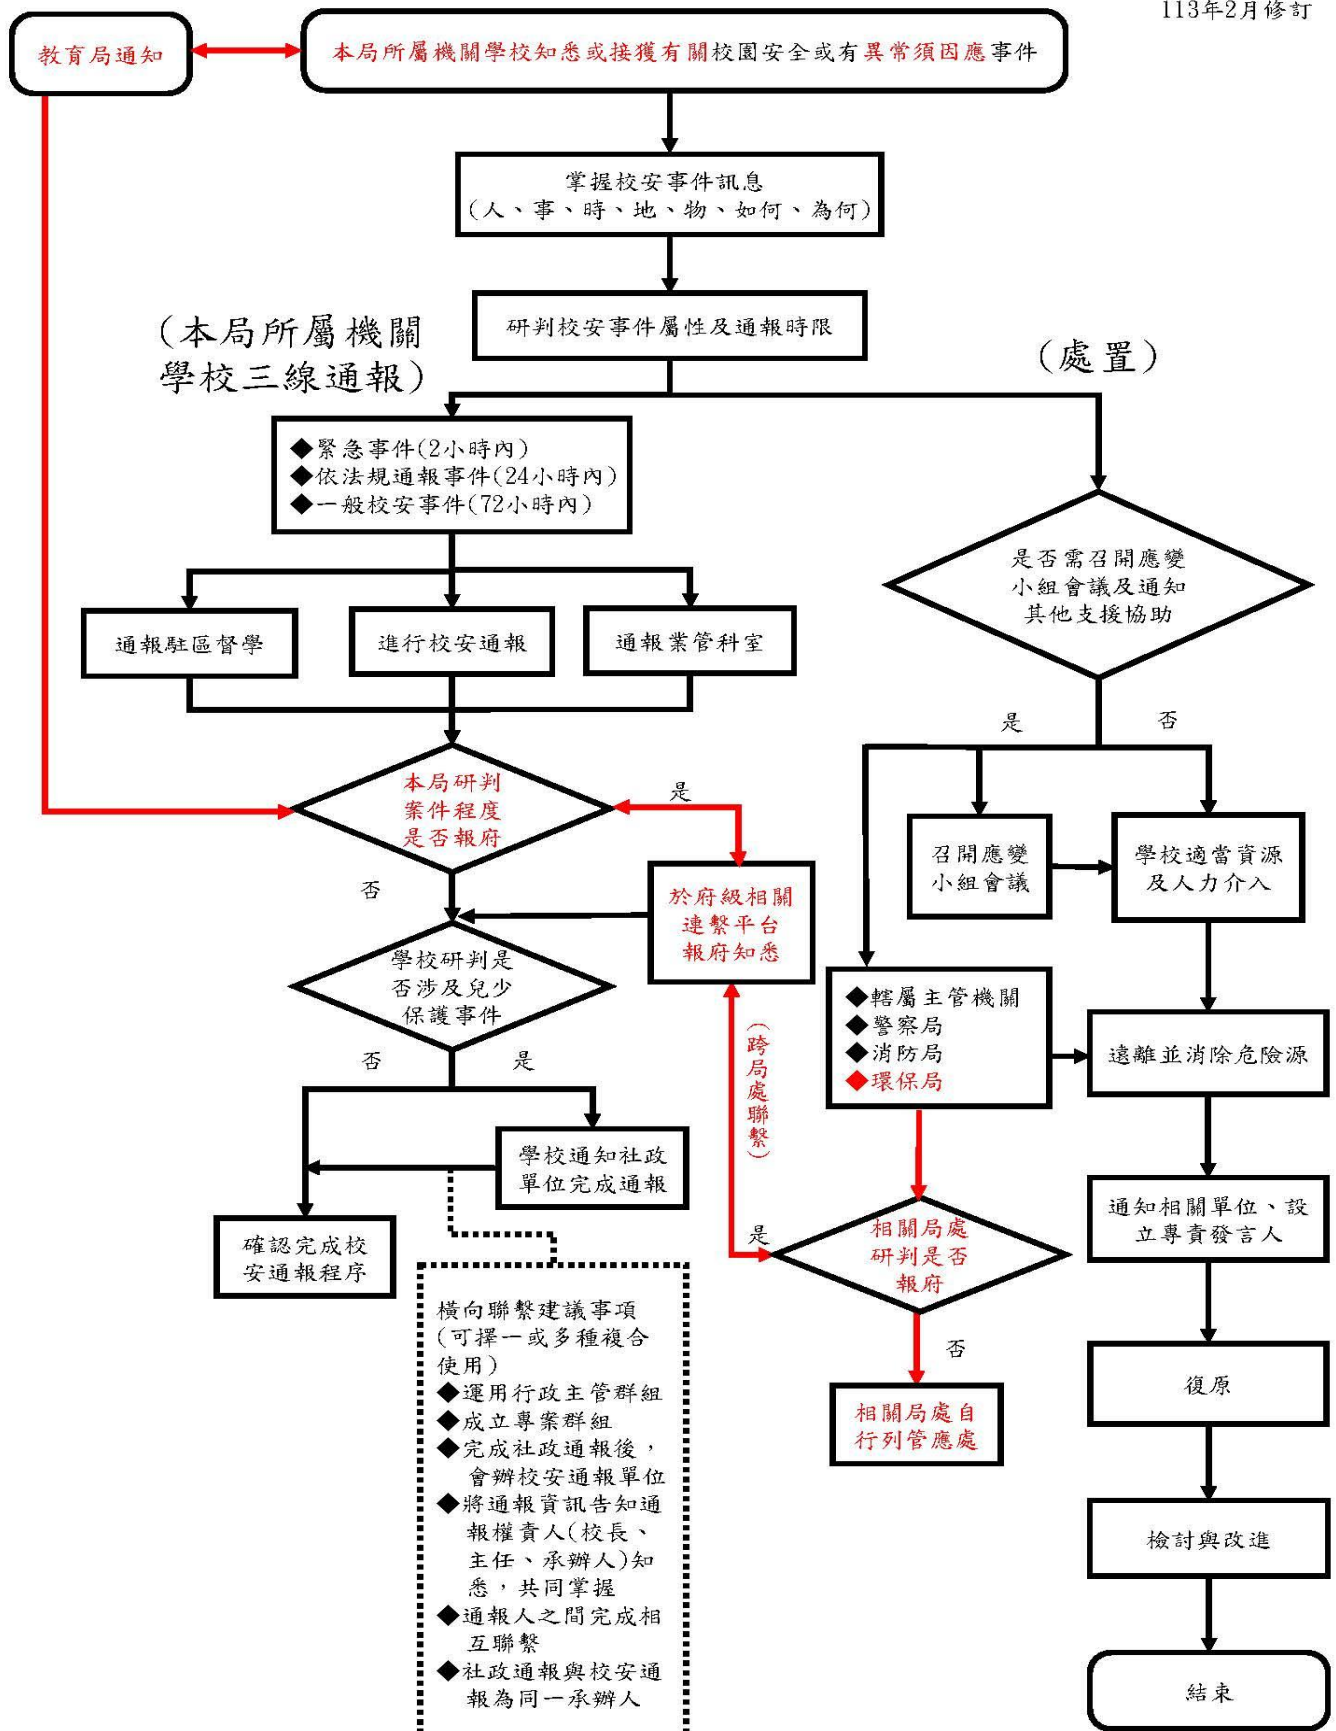 113年2月修訂
教育局通知
本局所屬機關學校知悉或接獲有關校園安全或有異常須因應事件
掌握校安事件訊息
(人、事、時、地、物、如何、為何)
研判校安事件屬性及通報時限
(本局所屬機關
學校三線通報)
(處置)
◆緊急事件(2小時內)
◆依法規通報事件(24小時內)
◆一般校安事件(72小時內)
是否需召開應變
小組會議及通知
其他支援協助
通報駐區督學
進行校安通報
通報業管科室
是
否
本局研判
案件程度
是否報府
是
否
召開應變
小組會議
學校適當資源
及人力介入
於府級相關
連繫平台
報府知悉
學校研判是
否涉及兒少
保護事件
否
是
◆轄屬主管機關
◆警察局
◆消防局
◆環保局
遠離並消除危險源
(跨局處聯繫)
學校通知社政
單位完成通報
確認完成校
安通報程序
相關局處
研判是否
報府
是
否
通知相關單位、設
立專責發言人
橫向聯繫建議事項
(可擇一或多種複合
使用)
◆運用行政主管群組
◆成立專案群組
◆完成社政通報後，
會辦校安通報單位
◆將通報資訊告知通
報權責人(校長、
主任、承辦人)知
悉，共同掌握
◆通報人之間完成相
互聯繫
◆社政通報與校安通
報為同一承辦人
相關局處自
行列管應處
復原
檢討與改進
結束